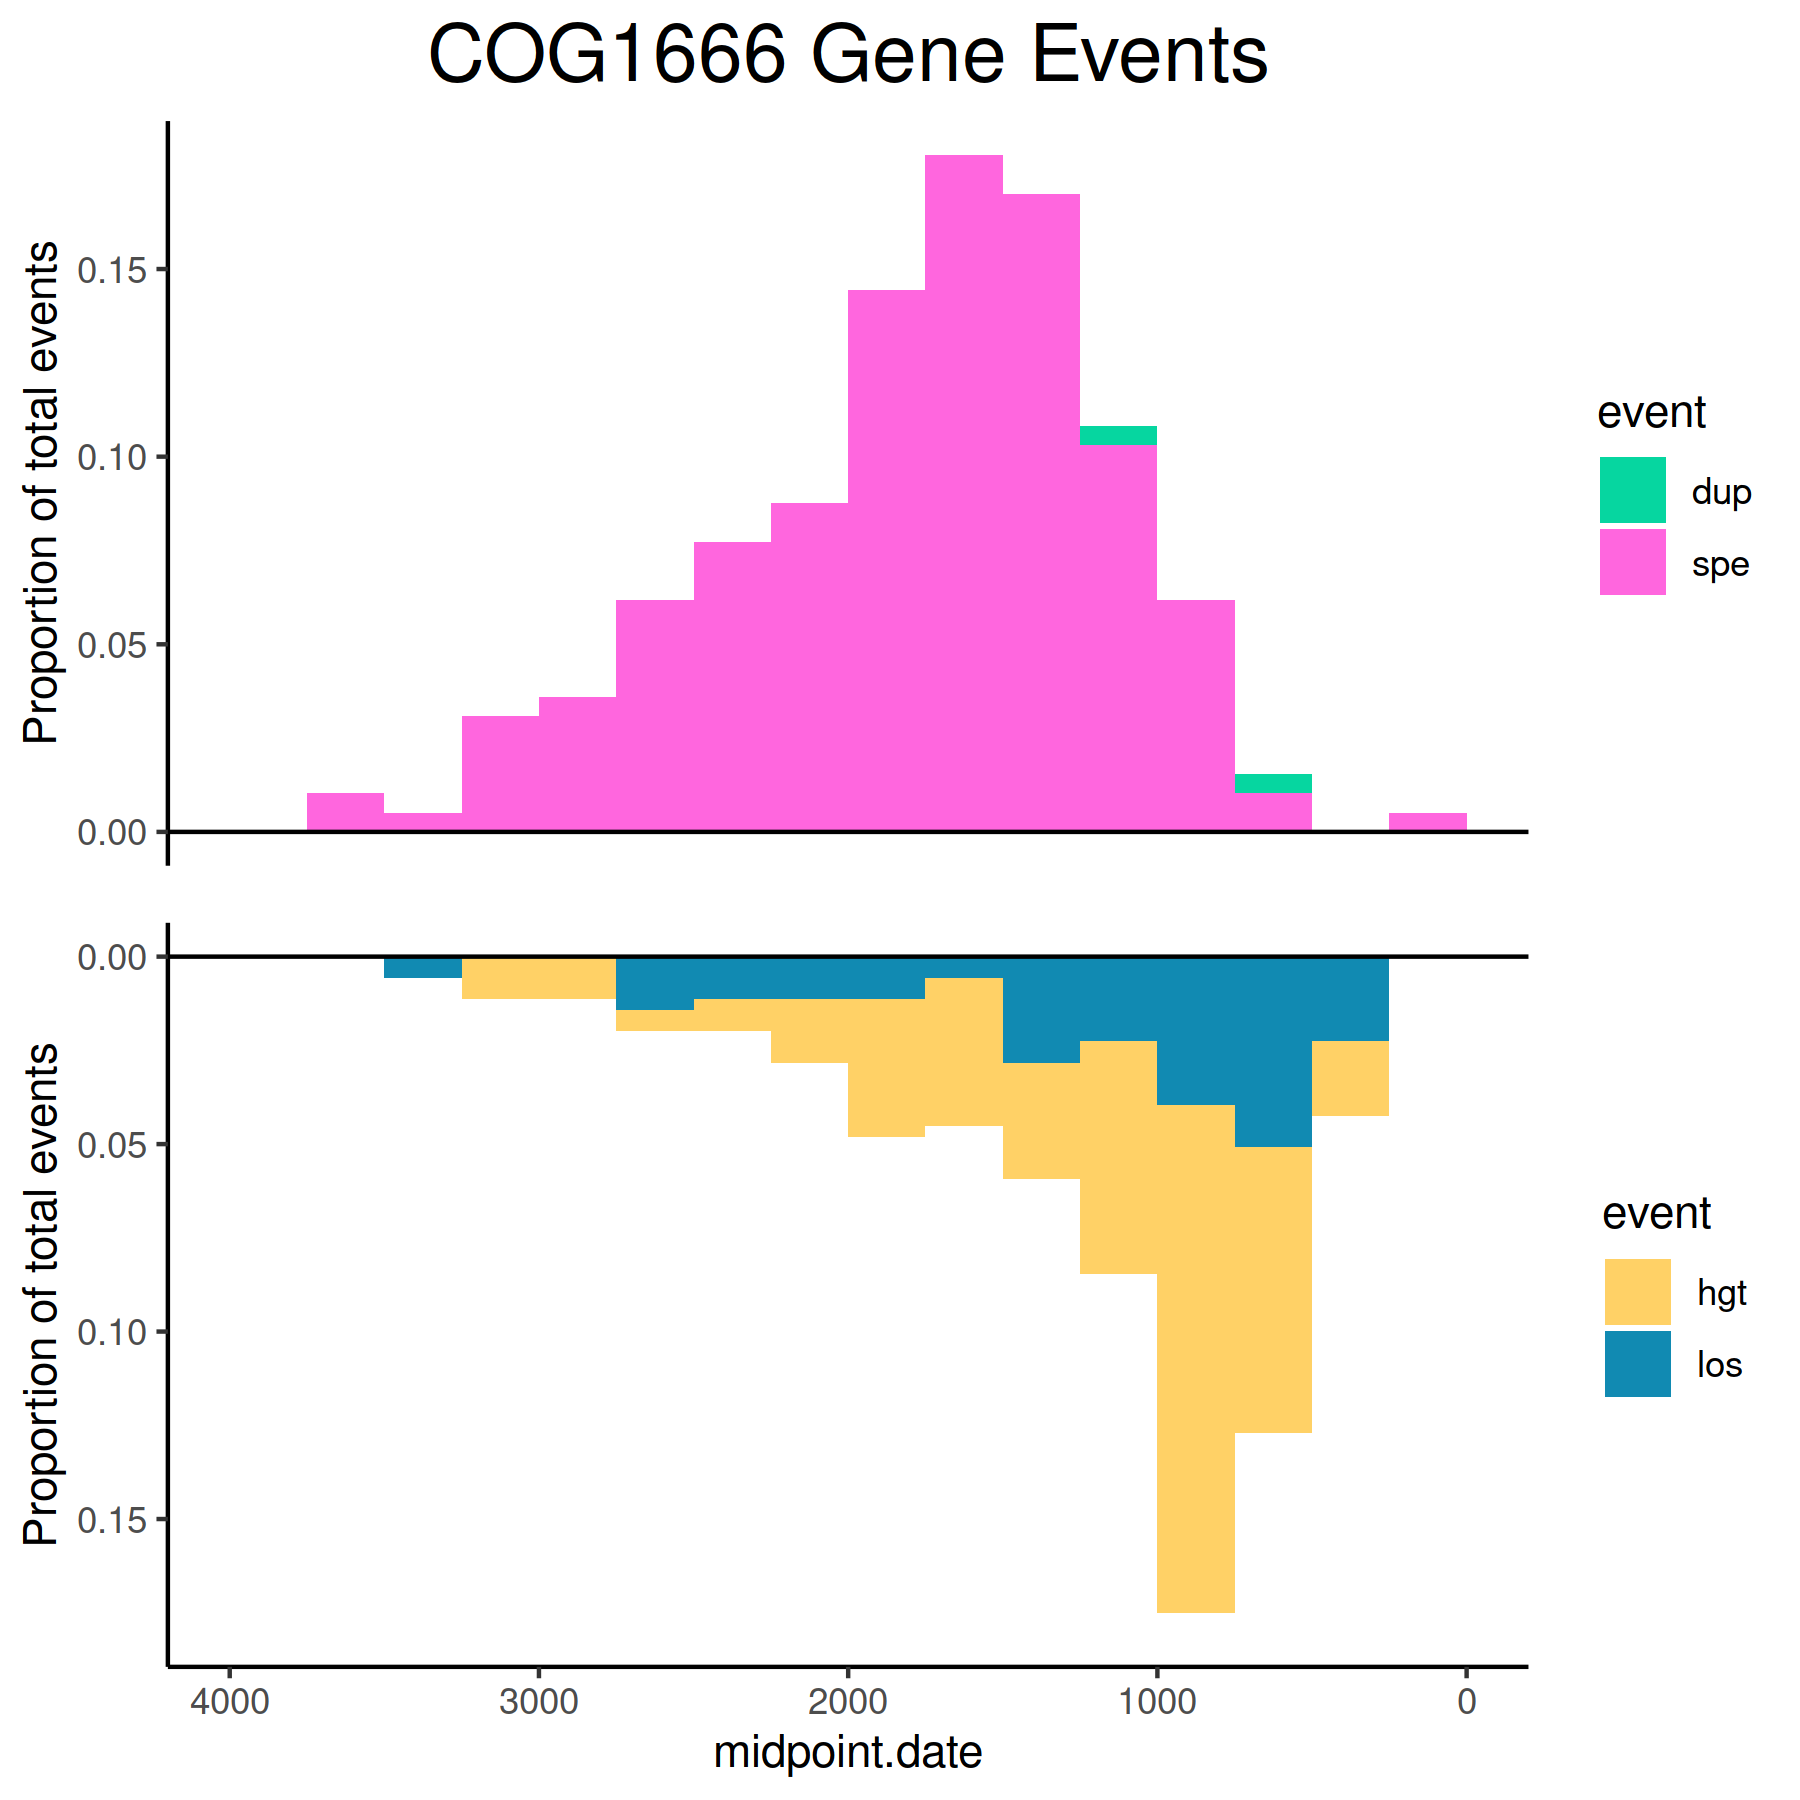 COG1666 Gene Events
Proportion of total events
0.15
0.10
0.05
0.00
event
dup
spe
Proportion of total events
0.00
0.05
0.10
0.15
event
hgt
los
4000 3000 2000 1000 0
midpoint.date